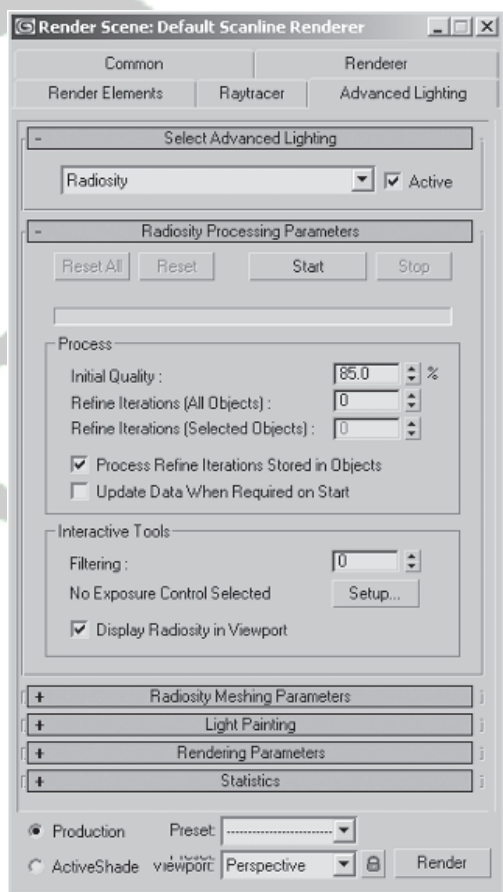 Render Scene: Default Scanline Renderer
Common Renderer
Render Elements Raytracer Advanced Lighting
- Select Advanced Lighting
Radiosity Active
- Radiosity Processing Parameters
Reset All Reset Start Stop
Process
Initial Quality : 85.0 %
Refine Iterations (All Objects) : 0
Refine Iterations (Selected Objects) : 0
Process Refine Iterations Stored in Objects
Update Data When Required on Start
Interactive Tools
Filtering : 0
No Exposure Control Selected Setup...
Display Radiosity in Viewport
+ Radiosity Meshing Parameters
+ Light Painting
+ Rendering Parameters
+ Statistics
Production Preset: -------------------------
ActiveShade viewport: Perspective Render